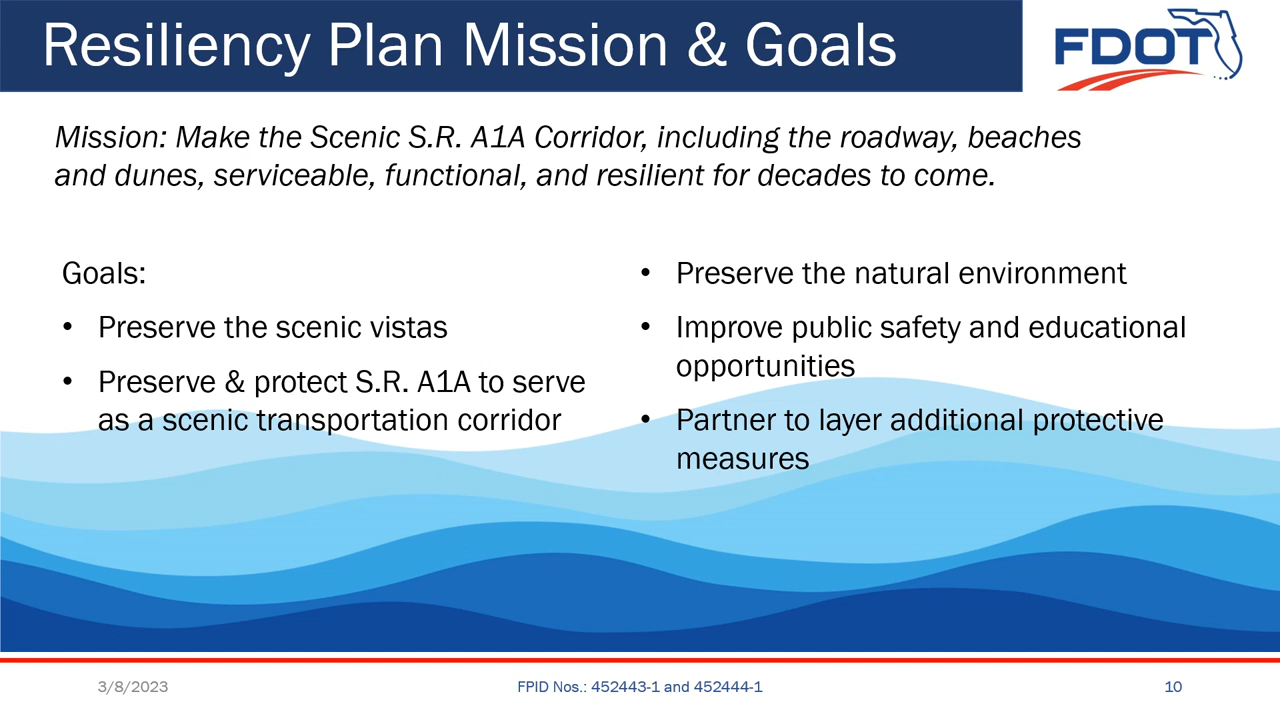 Resiliency Plan Mission & Goals
FDOT
Mission: Make the Scenic S.R. A1A Corridor, including the roadway, beaches
and dunes, serviceable, functional, and resilient for decades to come.
Goals:
• Preserve the scenic vistas
• Preserve & protect S.R. A1A to serve
as a scenic transportation corridor
• Preserve the natural environment
• Improve public safety and educational
opportunities
• Partner to layer additional protective
measures
3/8/2023
FPID Nos.: 452443-1 and 452444-1
10